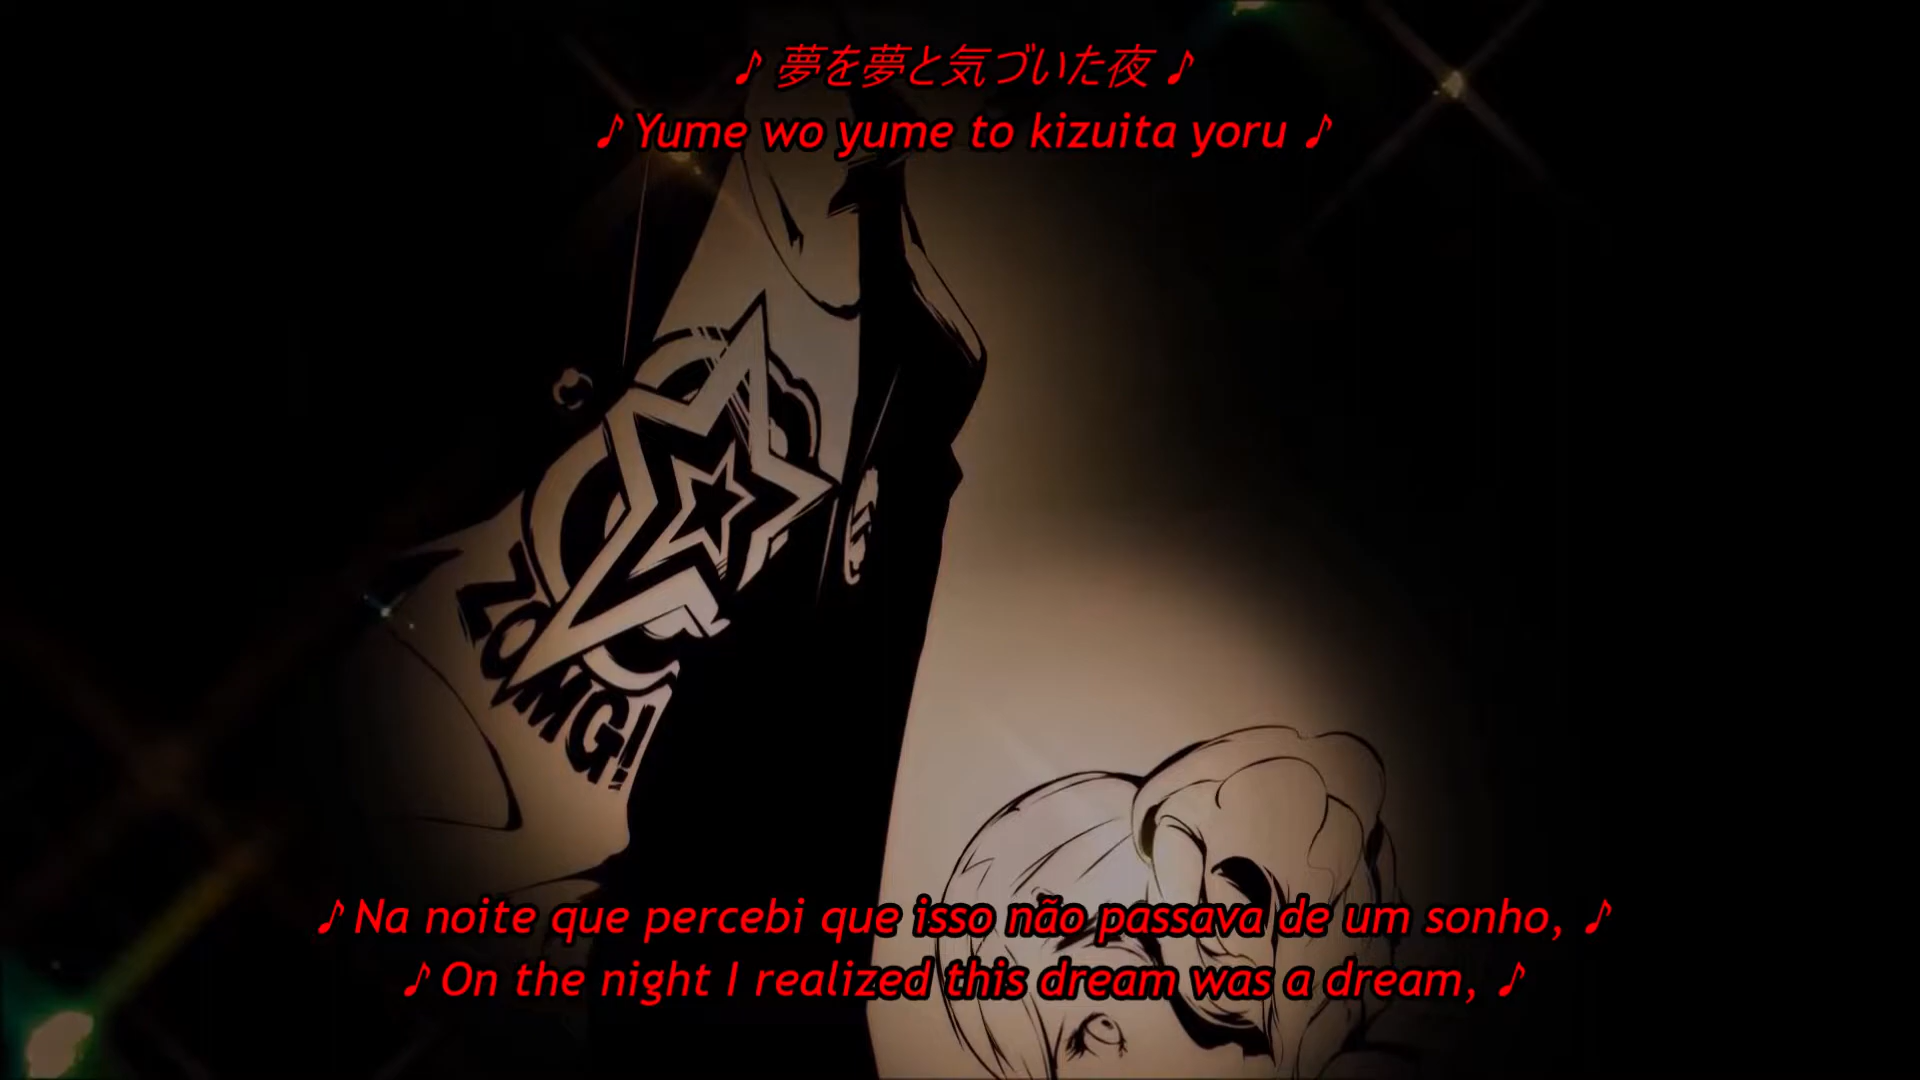 ♪ 夢を夢と気づいた夜 ♪
♪ Yume wo yume to kizuita yoru ♪
ZOMG!
♪ Na noite que percebi que isso não passava de um sonho, ♪
♪ On the night I realized this dream was a dream, ♪